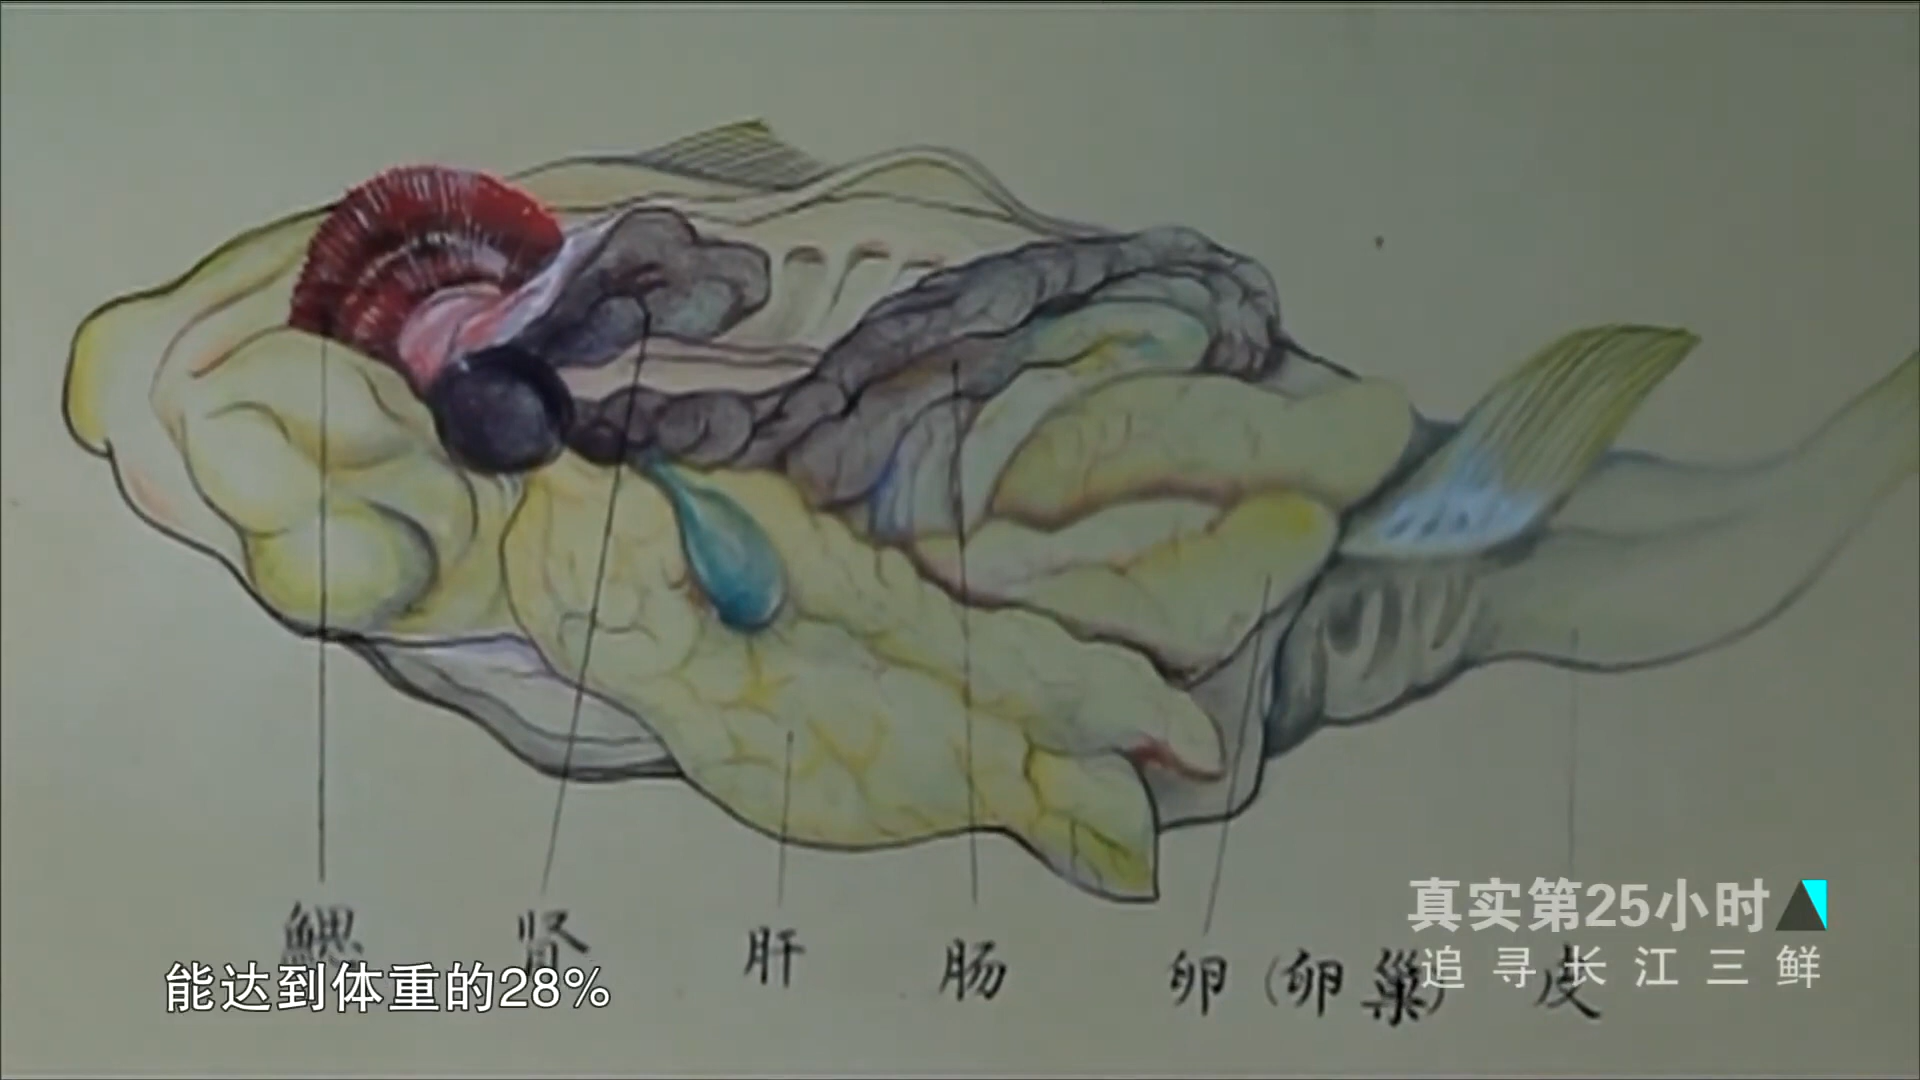 鳃 肾 肝 肠 卵(卵巢) 皮
能达到体重的28%
真实第25小时
追寻长江三鲜